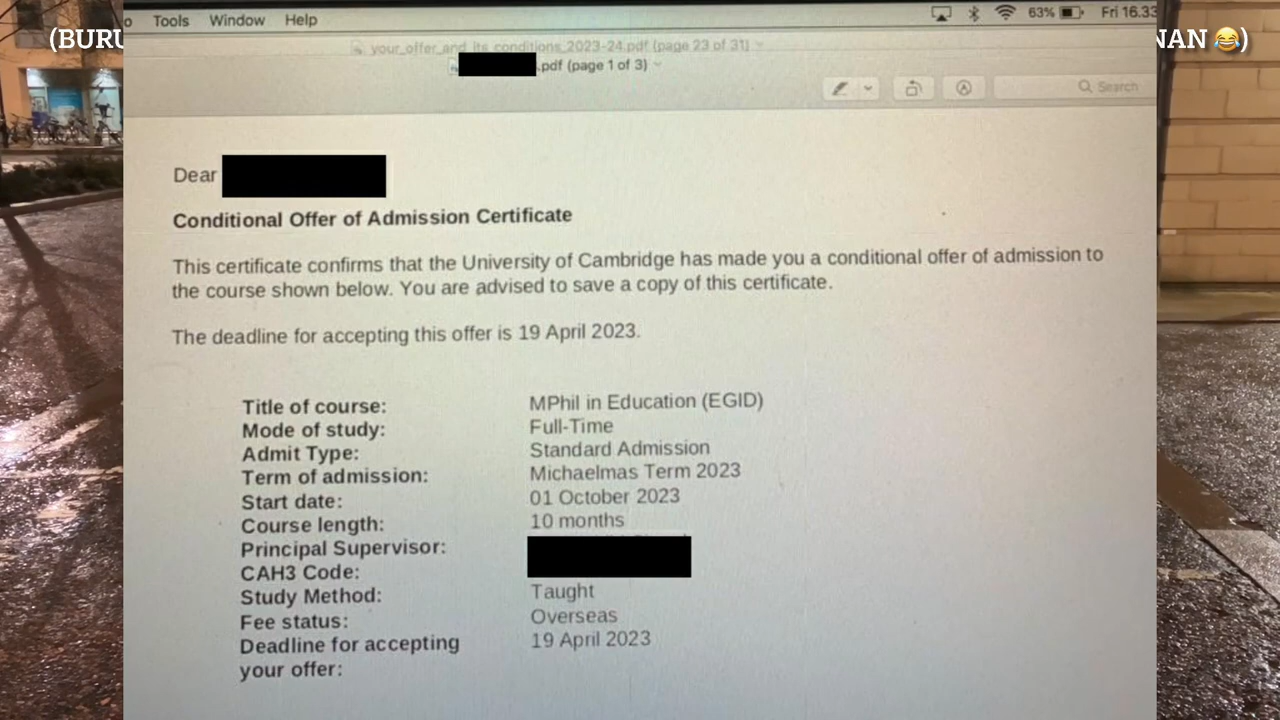 Tools Window Help 63% Fri 16.33
(BURU NAN 😂)
your_offer_and_its_conditions_2023-24.pdf (page 23 of 31)
.pdf (page 1 of 3)
Search
Dear
Conditional Offer of Admission Certificate
This certificate confirms that the University of Cambridge has made you a conditional offer of admission to
the course shown below. You are advised to save a copy of this certificate.
The deadline for accepting this offer is 19 April 2023.
Title of course: MPhil in Education (EGID)
Mode of study: Full-Time
Admit Type: Standard Admission
Term of admission: Michaelmas Term 2023
Start date: 01 October 2023
Course length: 10 months
Principal Supervisor:
CAH3 Code:
Study Method: Taught
Fee status: Overseas
Deadline for accepting 19 April 2023
your offer: